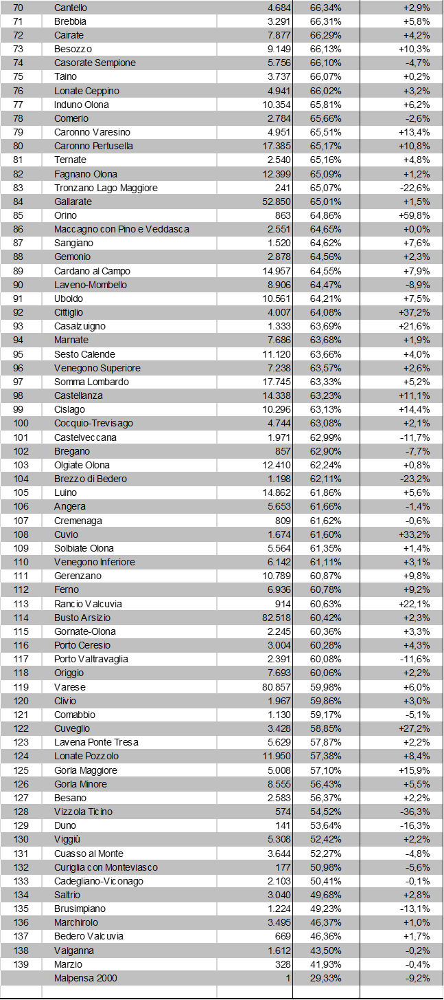 70 Cantello 4.684 66,34% +2,9%
71 Brebbia 3.291 66,31% +5,8%
72 Cairate 7.877 66,29% +4,2%
73 Besozzo 9.149 66,13% +10,3%
74 Casorate Sempione 5.756 66,10% -4,7%
75 Taino 3.737 66,07% +0,2%
76 Lonate Ceppino 4.941 66,02% +3,2%
77 Induno Olona 10.354 65,81% +6,2%
78 Comerio 2.784 65,66% -2,6%
79 Caronno Varesino 4.951 65,51% +13,4%
80 Caronno Pertusella 17.385 65,17% +10,8%
81 Ternate 2.540 65,16% +4,8%
82 Fagnano Olona 12.399 65,09% +1,2%
83 Tronzano Lago Maggiore 241 65,07% -22,6%
84 Gallarate 52.850 65,01% +1,5%
85 Orino 863 64,86% +59,8%
86 Maccagno con Pino e Veddasca 2.551 64,65% +0,0%
87 Sangiano 1.520 64,62% +7,6%
88 Gemonio 2.878 64,56% +2,3%
89 Cardano al Campo 14.957 64,55% +7,9%
90 Laveno-Mombello 8.906 64,47% -8,9%
91 Uboldo 10.561 64,21% +7,5%
92 Cittiglio 4.007 64,08% +37,2%
93 Casalzuigno 1.333 63,69% +21,6%
94 Marnate 7.686 63,68% +1,9%
95 Sesto Calende 11.120 63,66% +4,0%
96 Venegono Superiore 7.238 63,57% +2,6%
97 Somma Lombardo 17.745 63,33% +5,2%
98 Castellanza 14.338 63,23% +11,1%
99 Cislago 10.296 63,13% +14,4%
100 Cocquio-Trevisago 4.744 63,08% +2,1%
101 Castelveccana 1.971 62,99% -11,7%
102 Bregano 857 62,90% -7,7%
103 Olgiate Olona 12.410 62,24% +0,8%
104 Brezzo di Bedero 1.198 62,11% -23,2%
105 Luino 14.862 61,86% +5,6%
106 Angera 5.653 61,66% -1,4%
107 Cremenaga 809 61,62% -0,6%
108 Cuvio 1.674 61,60% +33,2%
109 Solbiate Olona 5.564 61,35% +1,4%
110 Venegono Inferiore 6.142 61,11% +3,1%
111 Gerenzano 10.789 60,87% +9,8%
112 Ferno 6.936 60,78% +9,2%
113 Rancio Valcuvia 914 60,63% +22,1%
114 Busto Arsizio 82.518 60,42% +2,3%
115 Gornate-Olona 2.245 60,36% +3,3%
116 Porto Ceresio 3.004 60,28% +4,3%
117 Porto Valtravaglia 2.391 60,08% -11,6%
118 Origgio 7.693 60,06% +2,2%
119 Varese 80.857 59,98% +6,0%
120 Clivio 1.967 59,86% +3,0%
121 Comabbio 1.130 59,17% -5,1%
122 Cuveglio 3.428 58,85% +27,2%
123 Lavena Ponte Tresa 5.629 57,87% +2,2%
124 Lonate Pozzolo 11.950 57,38% +8,4%
125 Gorla Maggiore 5.008 57,10% +15,9%
126 Gorla Minore 8.555 56,43% +5,5%
127 Besano 2.583 56,37% +2,2%
128 Vizzola Ticino 574 54,52% -36,3%
129 Duno 141 53,64% -16,3%
130 Viggiù 5.308 52,42% +2,2%
131 Cuasso al Monte 3.644 52,27% -4,8%
132 Curiglia con Monteviasco 177 50,98% -5,6%
133 Cadegliano-Viconago 2.103 50,41% -0,1%
134 Saltrio 3.040 49,68% +2,8%
135 Brusimpiano 1.224 49,23% -13,1%
136 Marchirolo 3.495 46,37% +1,0%
137 Bedero Valcuvia 669 46,36% +1,7%
138 Valganna 1.612 43,50% -0,2%
139 Marzio 328 41,93% -0,4%
Malpensa 2000 1 29,33% -9,2%